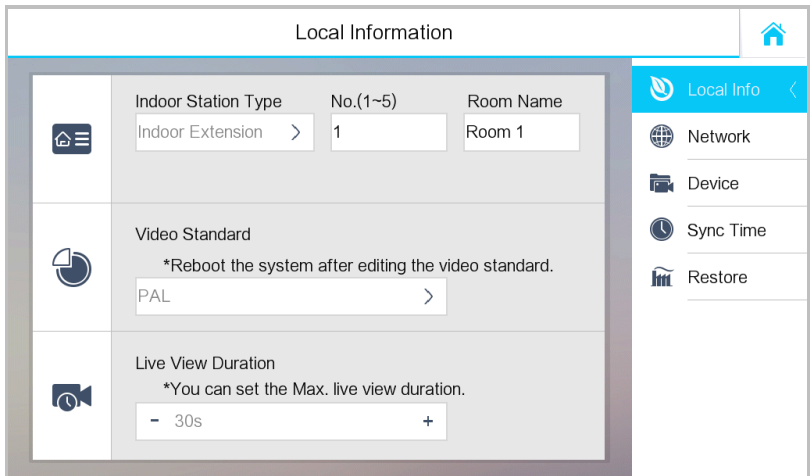 Local Information
Indoor Station Type No.(1~5) Room Name
Indoor Extension 1 Room 1
Video Standard
*Reboot the system after editing the video standard.
PAL
Live View Duration
*You can set the Max. live view duration.
- 30s +
Local Info
Network
Device
Sync Time
Restore